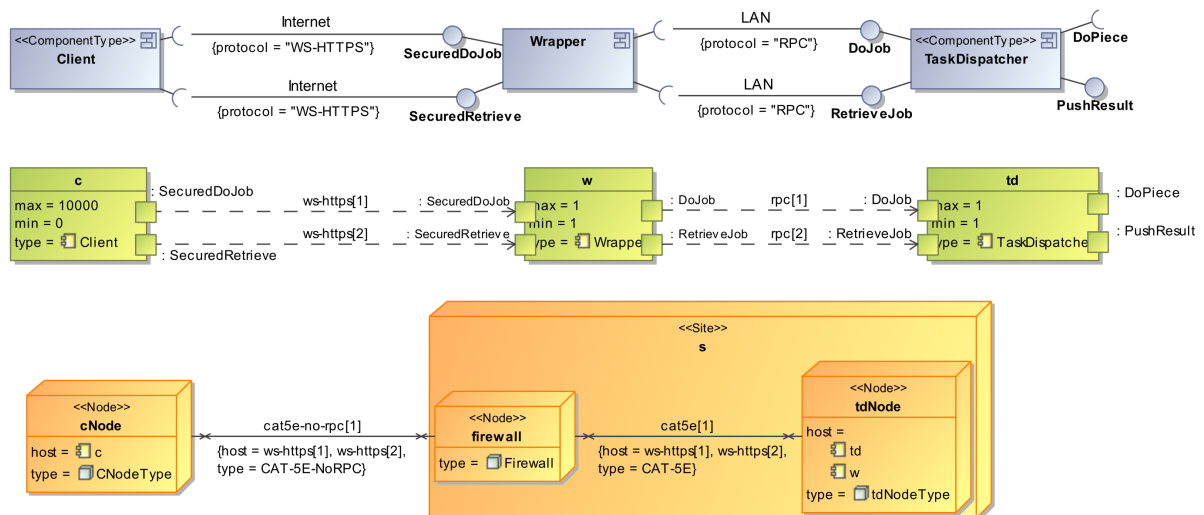 Internet
LAN
<<ComponentType>>
Client
{protocol = "WS-HTTPS"}
SecuredDoJob
Wrapper
{protocol = "RPC"}
DoJob
<<ComponentType>>
TaskDispatcher
DoPiece
Internet
LAN
{protocol = "WS-HTTPS"}
SecuredRetrieve
{protocol = "RPC"}
RetrieveJob
PushResult
c
max = 10000
min = 0
type = Client
: SecuredDoJob
: SecuredRetrieve
ws-https[1]
ws-https[2]
: SecuredDoJob
: SecuredRetrieve
w
max = 1
min = 1
type = Wrappe
: DoJob
: RetrieveJob
rpc[1]
rpc[2]
: DoJob
: RetrieveJob
td
max = 1
min = 1
type = TaskDispatche
: DoPiece
: PushResult
<<Site>>
s
<<Node>>
cNode
host = c
type = CNodeType
cat5e-no-rpc[1]
{host = ws-https[1], ws-https[2],
type = CAT-5E-NoRPC}
<<Node>>
firewall
type = Firewall
cat5e[1]
{host = ws-https[1], ws-https[2],
type = CAT-5E}
<<Node>>
tdNode
host =
td
w
type = tdNodeType